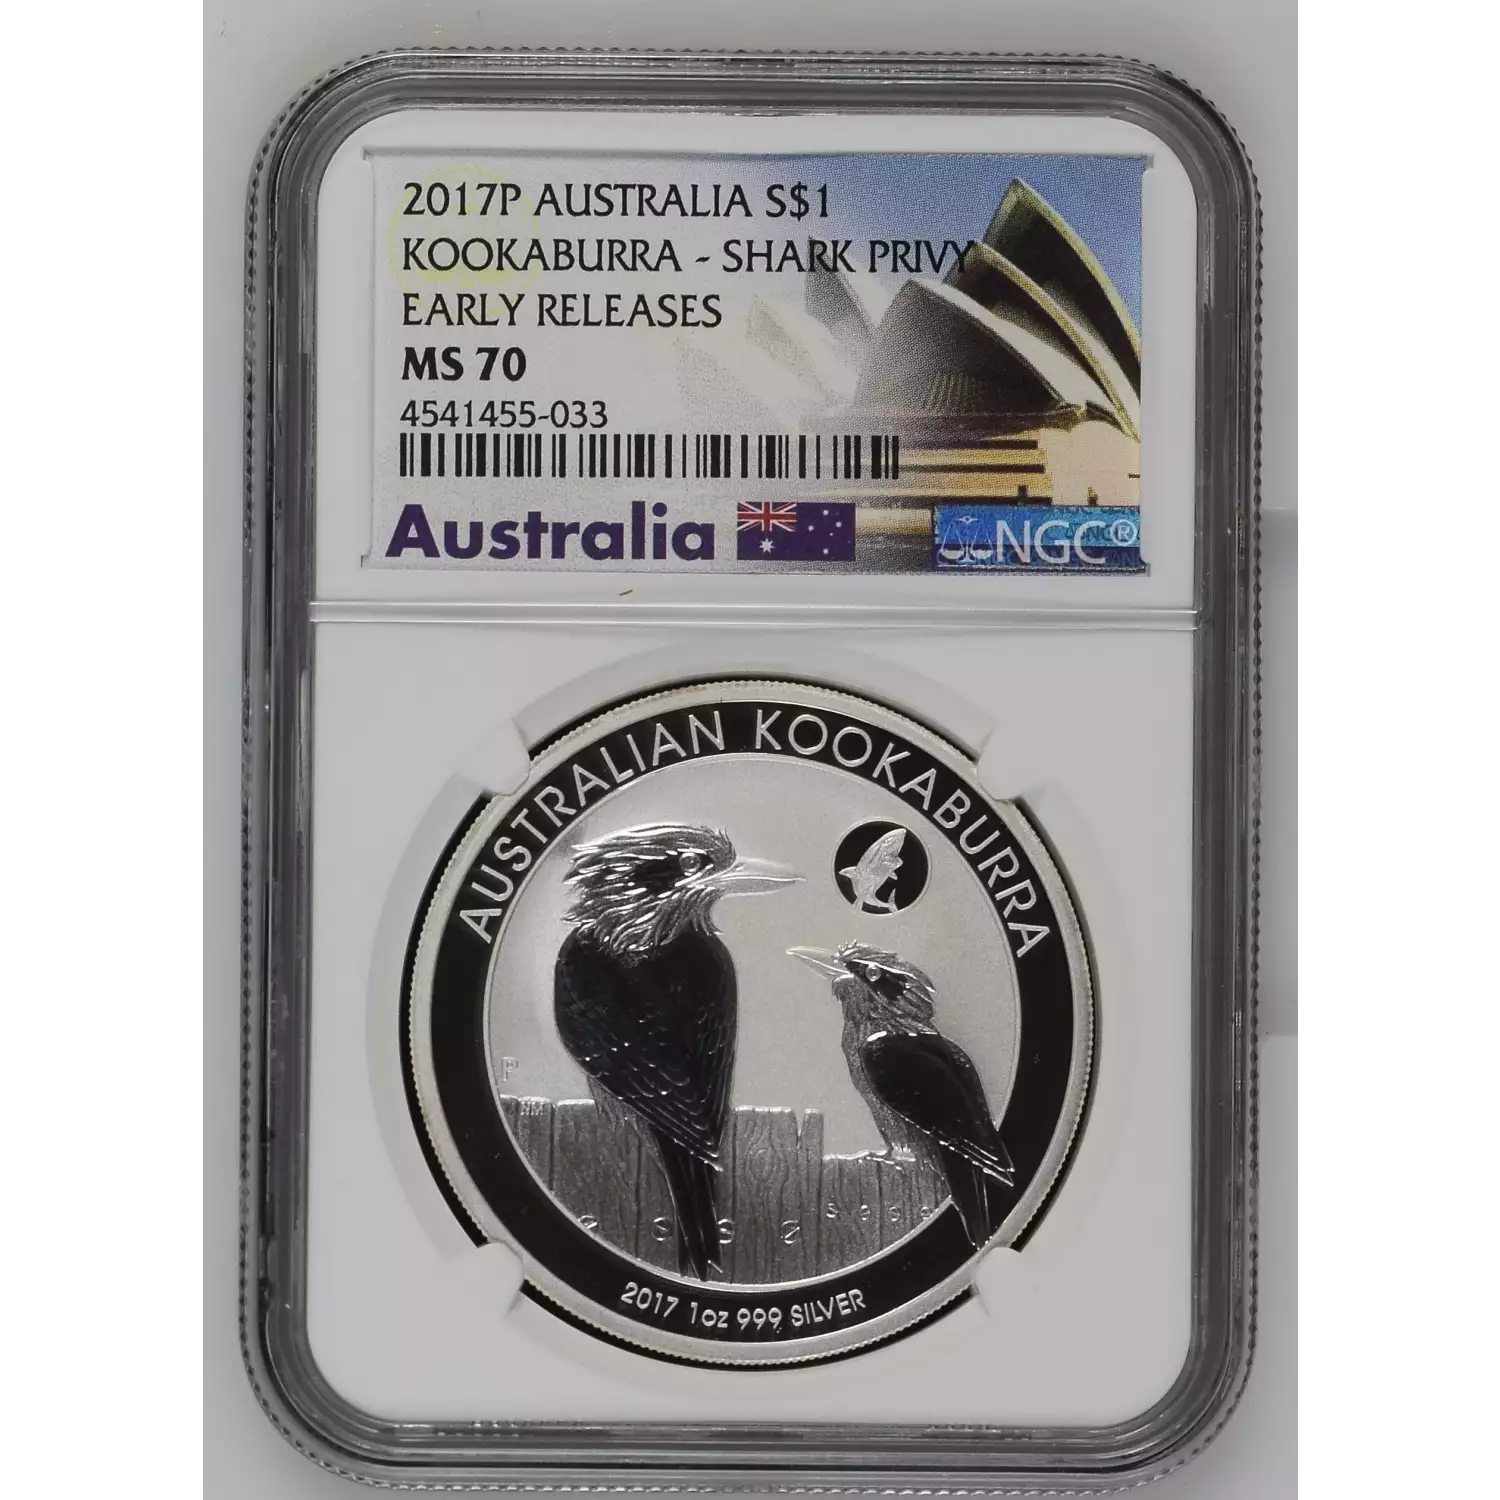 2017P AUSTRALIA S$1
KOOKABURRA - SHARK PRIVY
EARLY RELEASES
MS 70
4541455-033
Australia
NGC®
AUSTRALIAN KOOKABURRA
P
NM
2017 1oz 999 SILVER